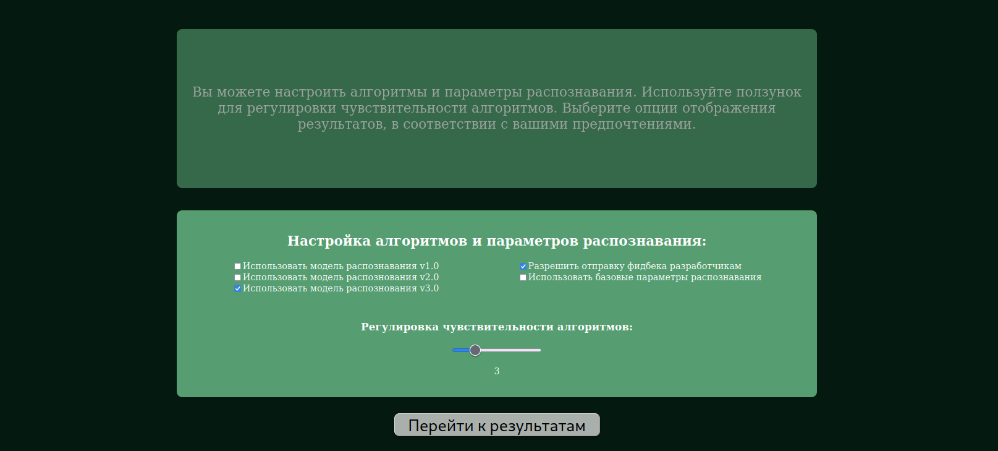 Вы можете настроить алгоритмы и параметры распознавания. Используйте ползунок
для регулировки чувствительности алгоритмов. Выберите опции отображения
результатов, в соответствии с вашими предпочтениями.
Настройка алгоритмов и параметров распознавания:
Использовать модель распознавания v1.0
Использовать модель распознования v2.0
Использовать модель распознования v3.0
Разрешить отправку фидбека разработчикам
Использовать базовые параметры распознавания
Регулировка чувствительности алгоритмов:
3
Перейти к результатам